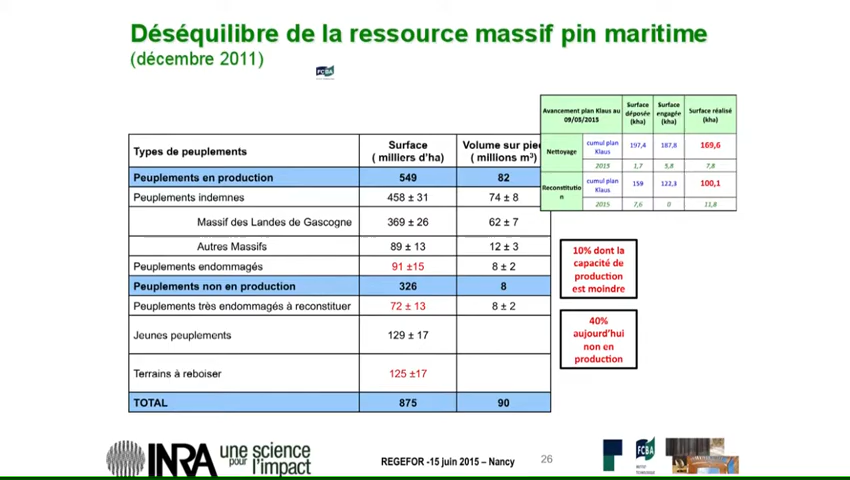 Déséquilibre de la ressource massif pin maritime
(décembre 2011)
FCBA
Avancement plan Klaus au 09/05/2015 Surface déposée (kha) Surface engagée (kha) Surface réalisé (kha)
Nettoyage cumul plan Klaus 197,4 187,8 169,6
2015 1,7 5,8 7,8
Reconstitution cumul plan Klaus 159 122,3 100,1
2015 7,6 0 11,8
Types de peuplements Surface ( milliers d'ha) Volume sur pie ( millions m³)
Peuplements en production 549 82
Peuplements indemnes 458 ± 31 74 ± 8
Massif des Landes de Gascogne 369 ± 26 62 ± 7
Autres Massifs 89 ± 13 12 ± 3
Peuplements endommagés 91 ±15 8 ± 2
Peuplements non en production 326 8
Peuplements très endommagés à reconstituer 72 ± 13 8 ± 2
Jeunes peuplements 129 ± 17
Terrains à reboiser 125 ±17
TOTAL 875 90
10% dont la
capacité de
production
est moindre
40%
aujourd'hui
non en
production
INRA
une science
pour l'impact
REGEFOR -15 juin 2015 – Nancy
26
FCBA
INSTITUT
TECHNOLOGIQUE